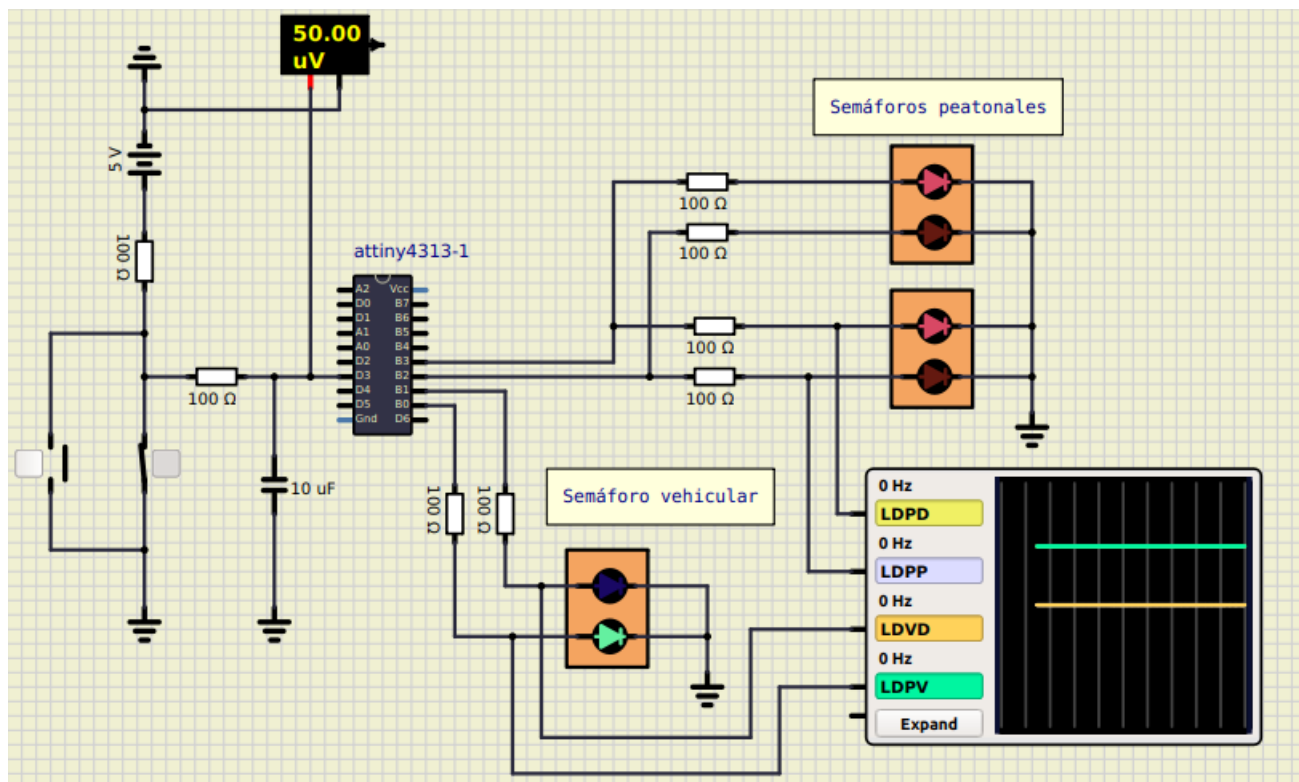 50.00
uV
Semáforos peatonales
5 V
100 Ω
100 Ω
100 Ω
attiny4313-1
A2 Vcc
D0 B7
D1 B6
A1 B5
A0 B4
D2 B3
D3 B2
D4 B1
D5 B0
Gnd D6
100 Ω
100 Ω
100 Ω
10 uF
100 Ω
100 Ω
Semáforo vehicular
0 Hz
LDPD
0 Hz
LDPP
0 Hz
LDVD
0 Hz
LDPV
Expand